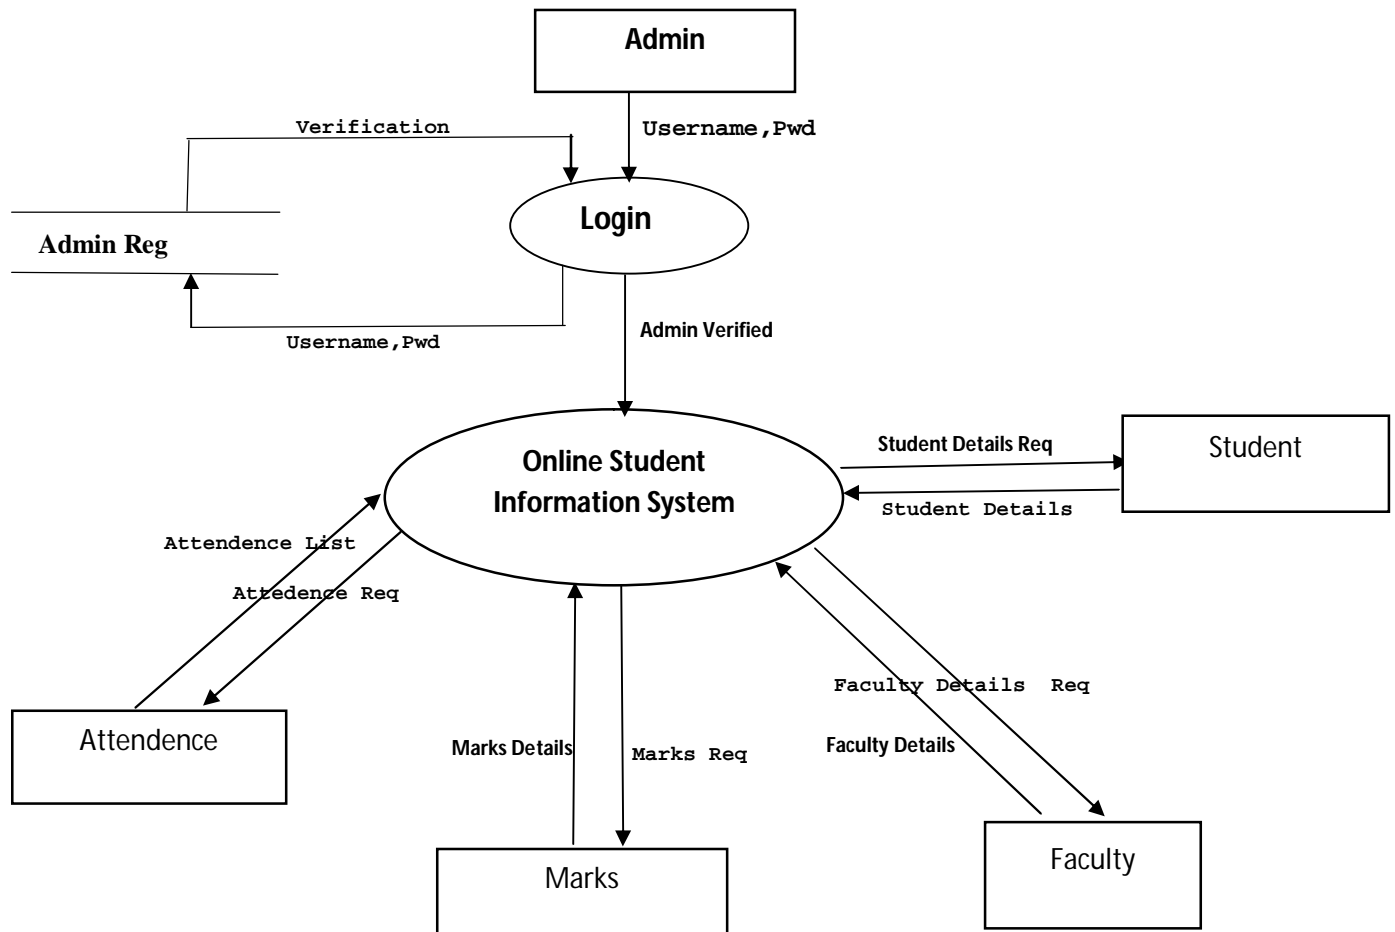 Admin
Verification
Username,Pwd
Login
Admin Reg
Admin Verified
Username,Pwd
Online Student
Information System
Student Details Req
Student
Student Details
Attendence List
Attedence Req
Faculty Details  Req
Attendence
Marks Details
Marks Req
Faculty Details
Marks
Faculty